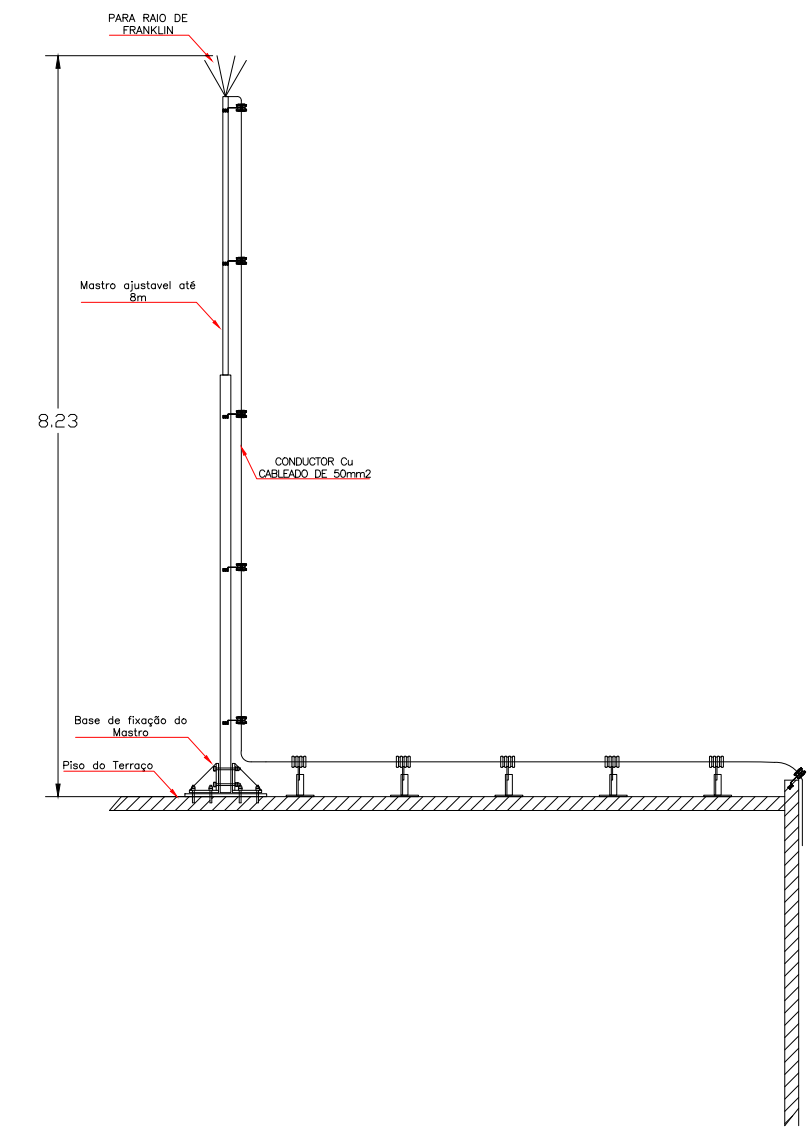 PARA RAIO DE
FRANKLIN
Mastro ajustavel até
8m
8.23
CONDUCTOR Cu
CABLEADO DE 50mm2
Base de fixação do
Mastro
Piso do Terraço